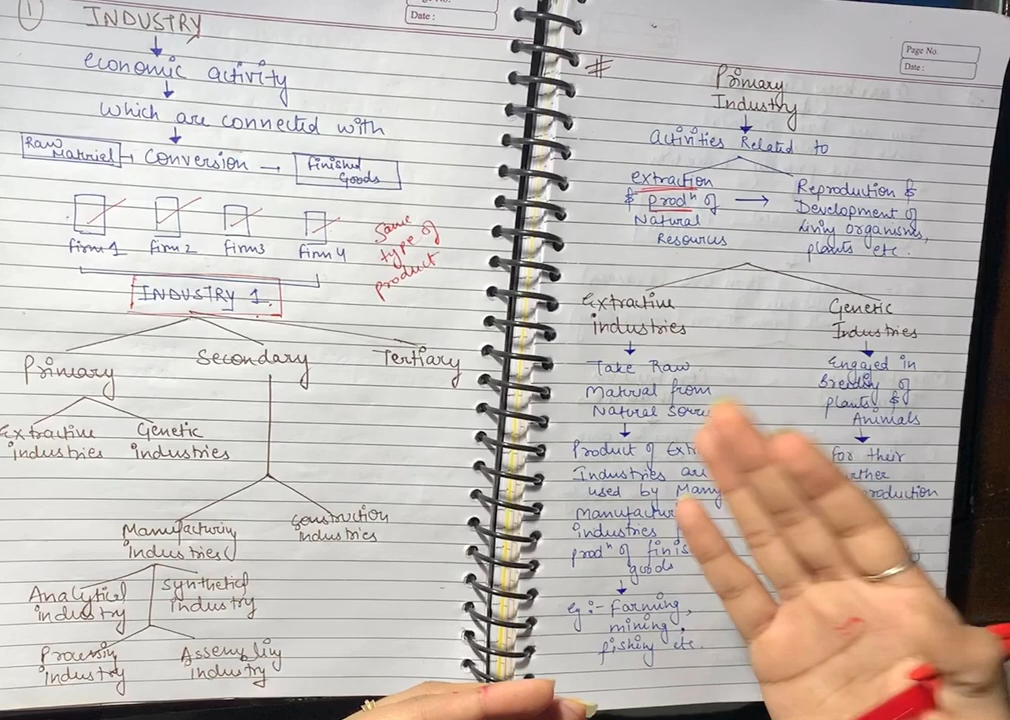 1
INDUSTRY
Date :
economic activity
which are connected with
Raw Matriel → Conversion → finished Goods
firm 1 firm 2 firm 3 firm 4
Same
type of
product
INDUSTRY 1
Primary Secondary Tertiary
Extractive
industries
Genetic
industries
Manufacturing
industries
Construction
industries
Analytical
industry
Synthetical
industry
Processing
industry
Assembling
industry
Page No.
Date :
#
Primary
Industry
Activities Related to
extraction
& prodⁿ of
Natural
Resources
→
Reproduction &
Development of
living organisms,
plants etc.
Extractive
industries
Take Raw
Material from
Natural
Product of
Industries are
used by Many
industries
prodⁿ of
goods
eg :- farming,
mining,
fishing etc.
Genetic
Industries
Engaged in
Breeding of
plants &
Animals
for their